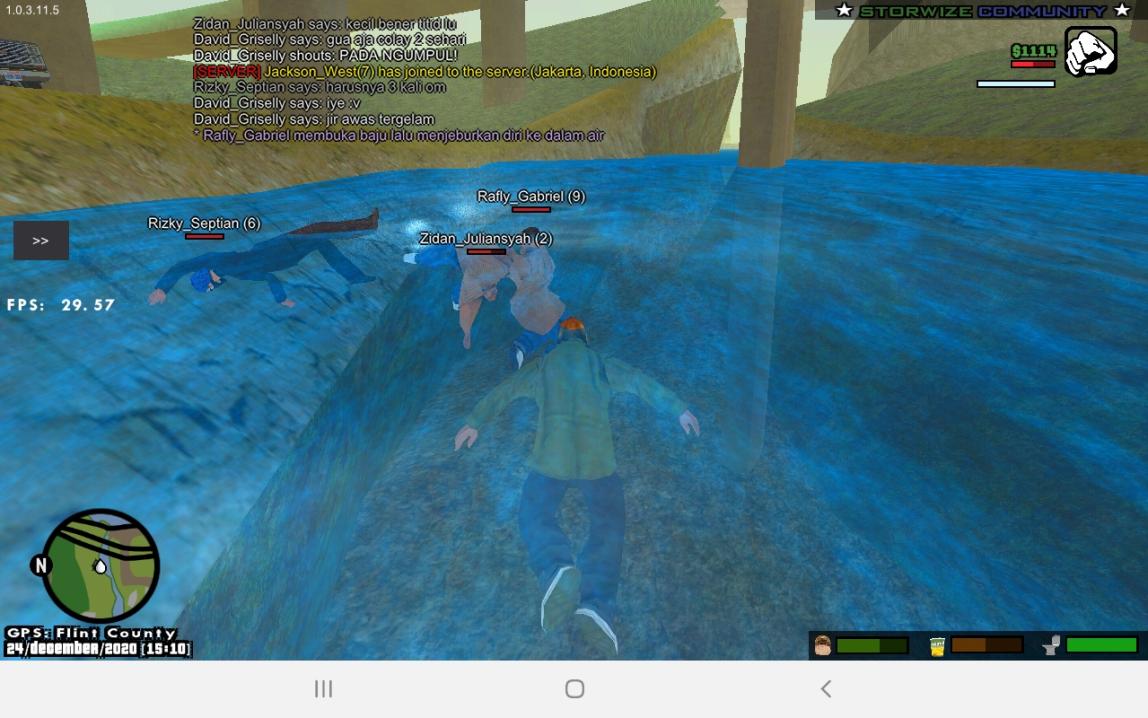 1.0.3.11.5
STORWIZE COMMUNITY
Zidan_Juliansyah says: kecil bener titid lu
David_Griselly says: gua aja colay 2 sehari
David_Griselly shouts: PADA NGUMPUL!
[SERVER] Jackson_West(7) has joined to the server.(Jakarta, Indonesia)
Rizky_Septian says: harusnya 3 kali om
David_Griselly says: iye :v
David_Griselly says: jir awas tergelam
* Rafly_Gabriel membuka baju lalu menjeburkan diri ke dalam air
$1114
Rafly_Gabriel (9)
Rizky_Septian (6)
Zidan_Juliansyah (2)
>>
FPS: 29.57
N
GPS: Flint County
24/december/2020 [15:10]